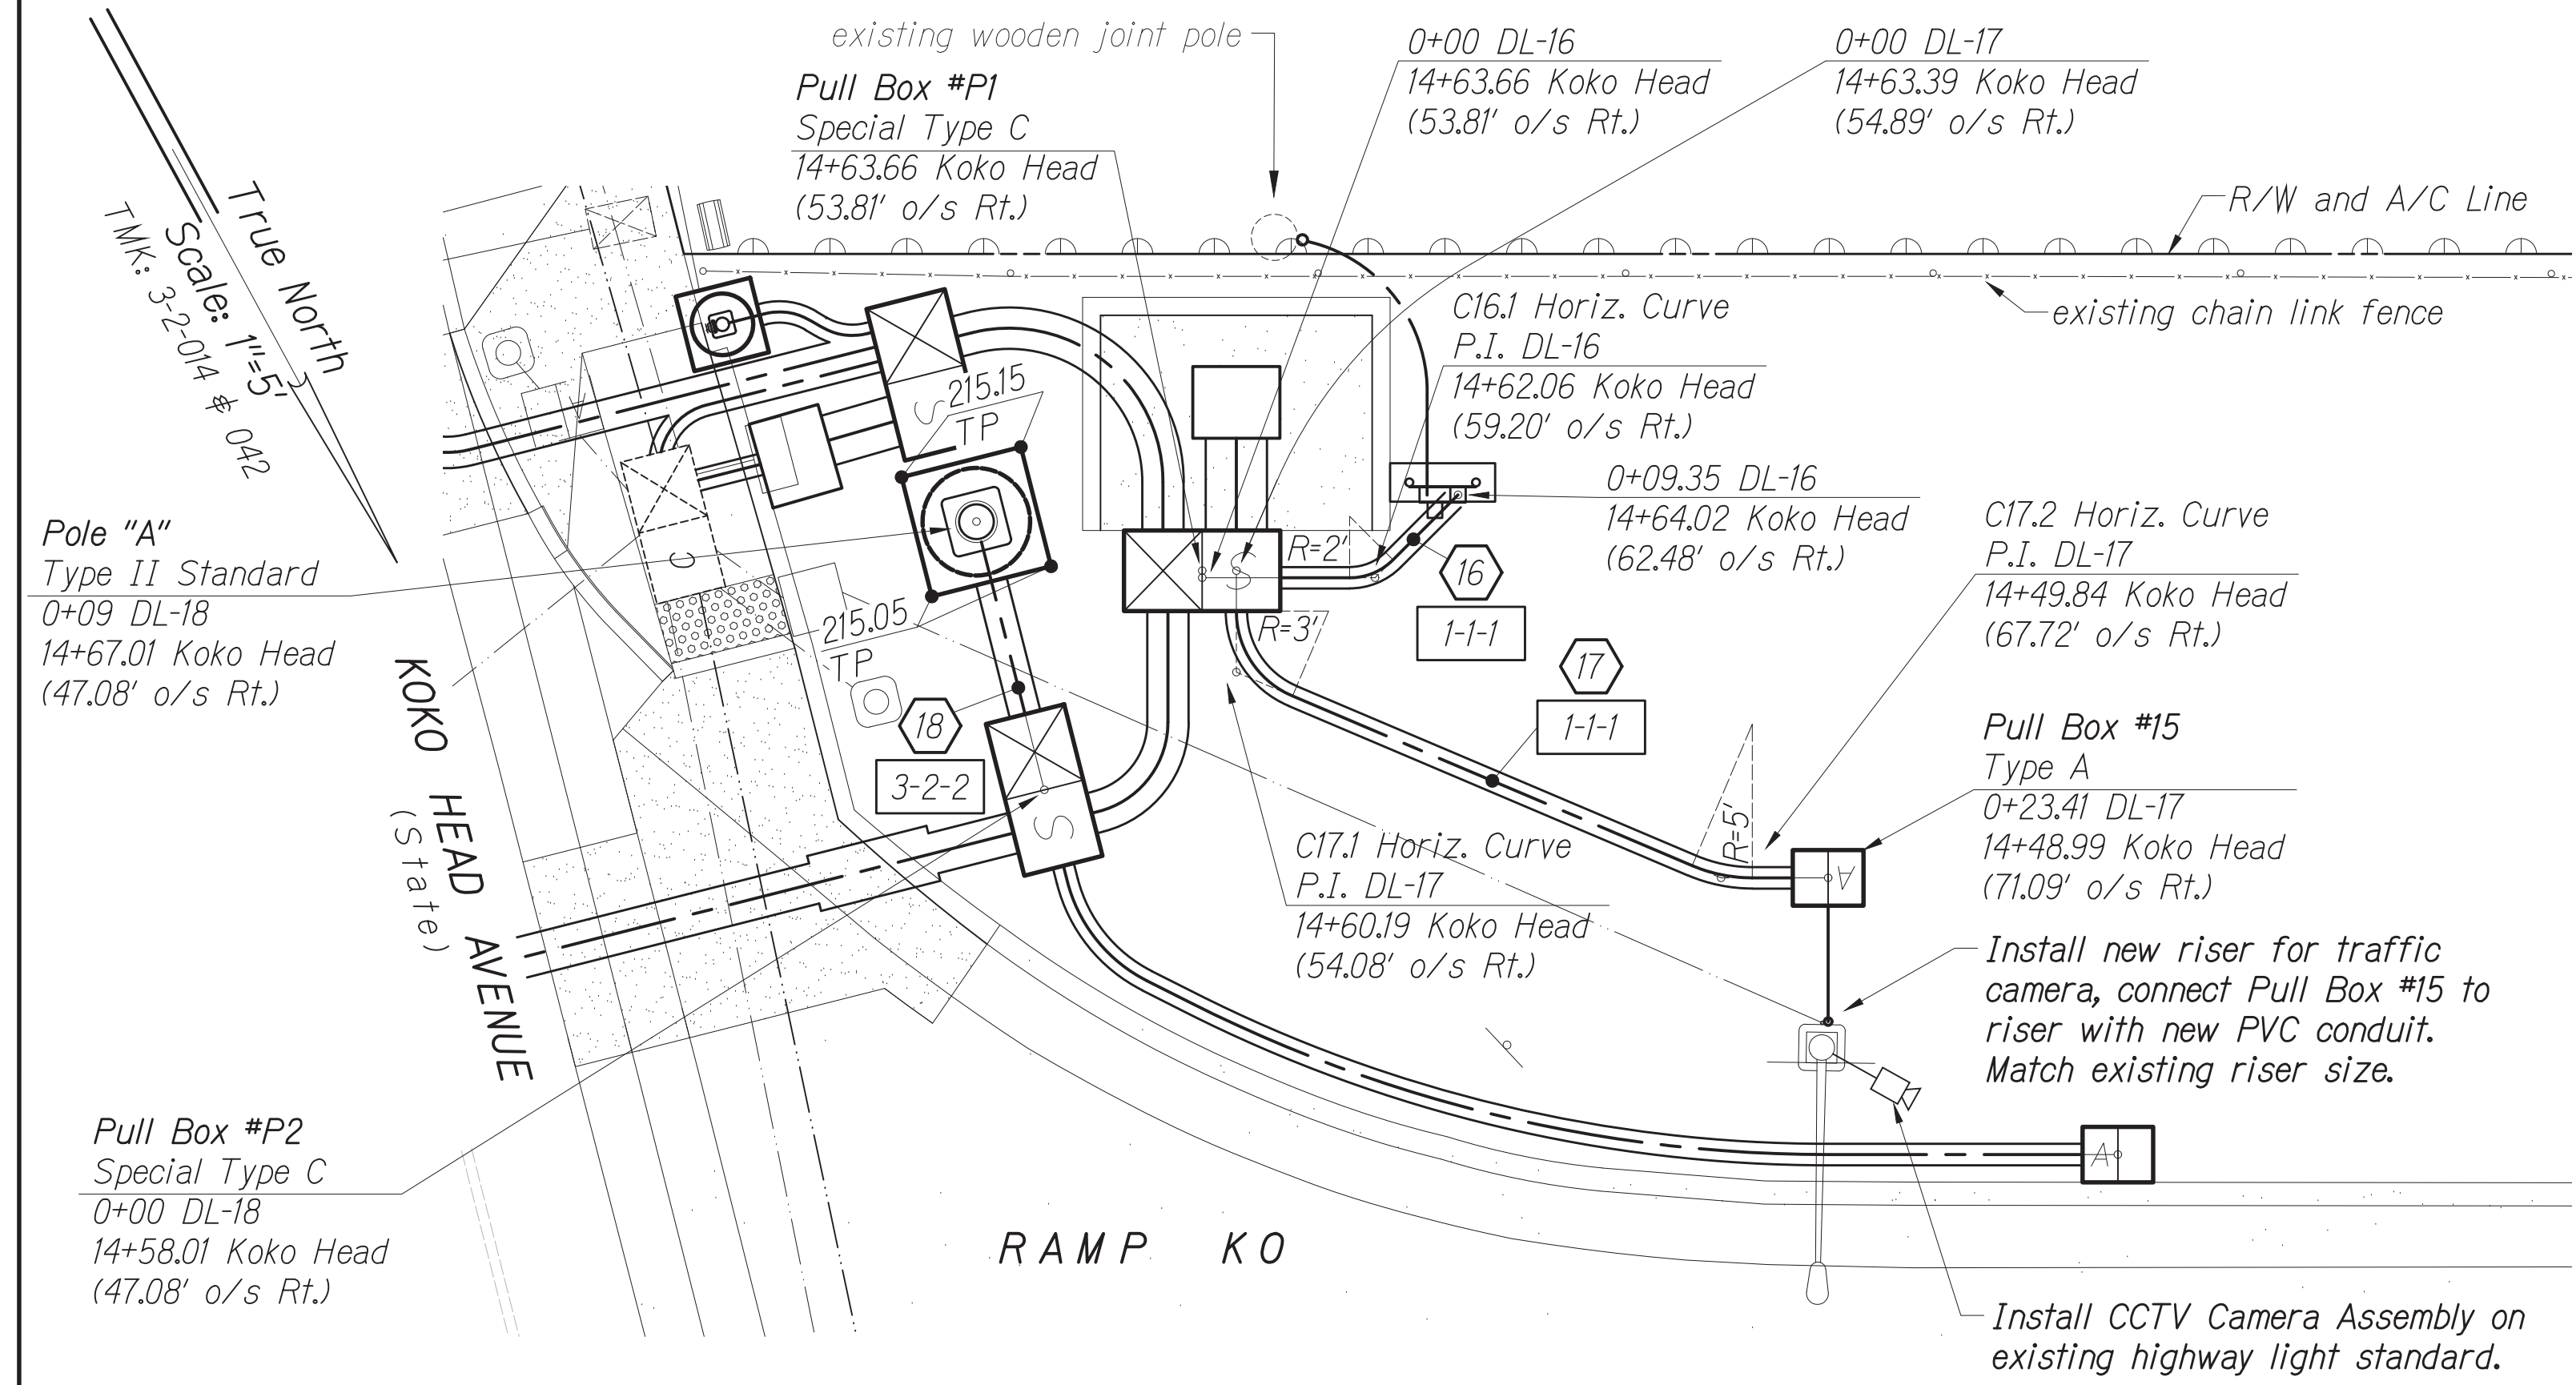 existing wooden joint pole
Pull Box #P1
Special Type C
14+63.66 Koko Head
(53.81' o/s Rt.)
0+00 DL-16
14+63.66 Koko Head
(53.81' o/s Rt.)
0+00 DL-17
14+63.39 Koko Head
(54.89' o/s Rt.)
R/W and A/C Line
existing chain link fence
True North
Scale: 1"=5'
TMK: 3-2-014 & 042
C16.1 Horiz. Curve
P.I. DL-16
14+62.06 Koko Head
(59.20' o/s Rt.)
0+09.35 DL-16
14+64.02 Koko Head
(62.48' o/s Rt.)
215.15
TP
S
Pole "A"
Type II Standard
0+09 DL-18
14+67.01 Koko Head
(47.08' o/s Rt.)
C
S
R=2'
R=3'
16
1-1-1
17
1-1-1
215.05
TP
18
3-2-2
S
C17.2 Horiz. Curve
P.I. DL-17
14+49.84 Koko Head
(67.72' o/s Rt.)
Pull Box #15
Type A
0+23.41 DL-17
14+48.99 Koko Head
(71.09' o/s Rt.)
R=5'
A
C17.1 Horiz. Curve
P.I. DL-17
14+60.19 Koko Head
(54.08' o/s Rt.)
KOKO HEAD AVENUE
(State)
Install new riser for traffic
camera, connect Pull Box #15 to
riser with new PVC conduit.
Match existing riser size.
Pull Box #P2
Special Type C
0+00 DL-18
14+58.01 Koko Head
(47.08' o/s Rt.)
A
RAMP KO
Install CCTV Camera Assembly on
existing highway light standard.